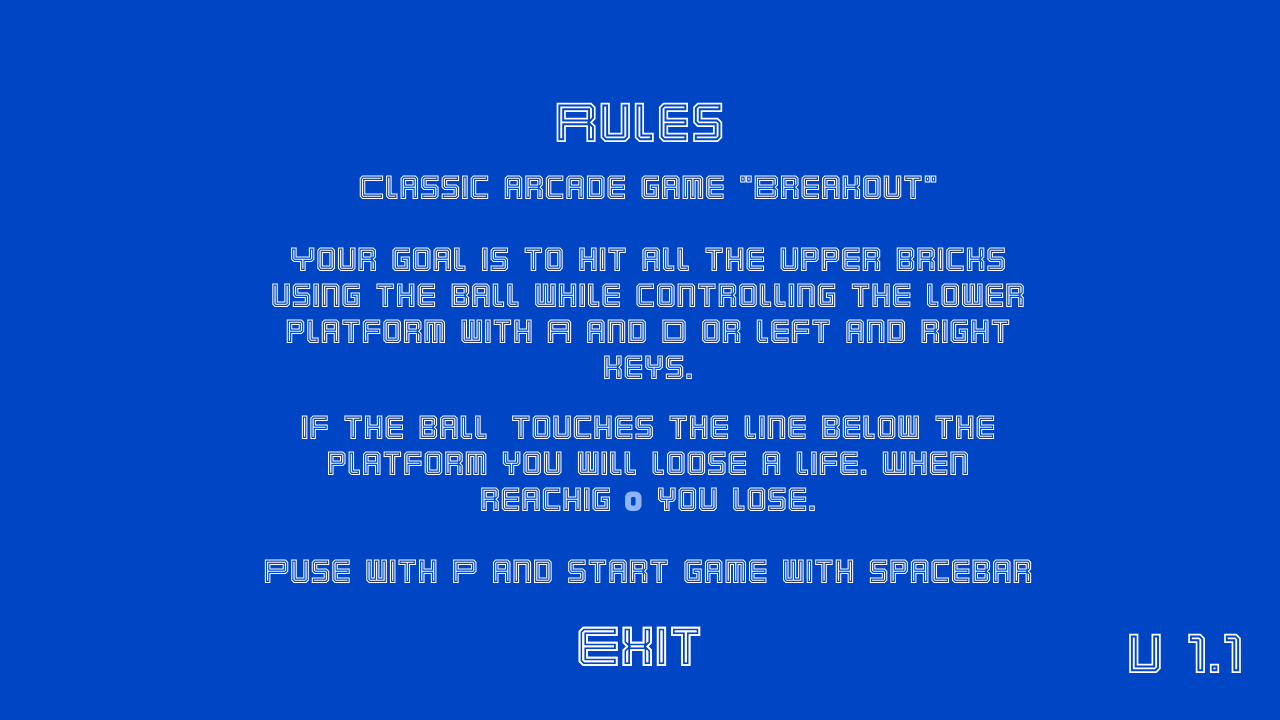 Rules
Classic arcade game "Breakout"
Your goal is to hit all the upper bricks
using the ball while controlling the lower
platform with A and D or left and right
keys.
if the ball  touches the line below the
platform you will loose a life. when
reachig 0 you lose.
Puse with P and start game with spacebar
Exit
v 1.1